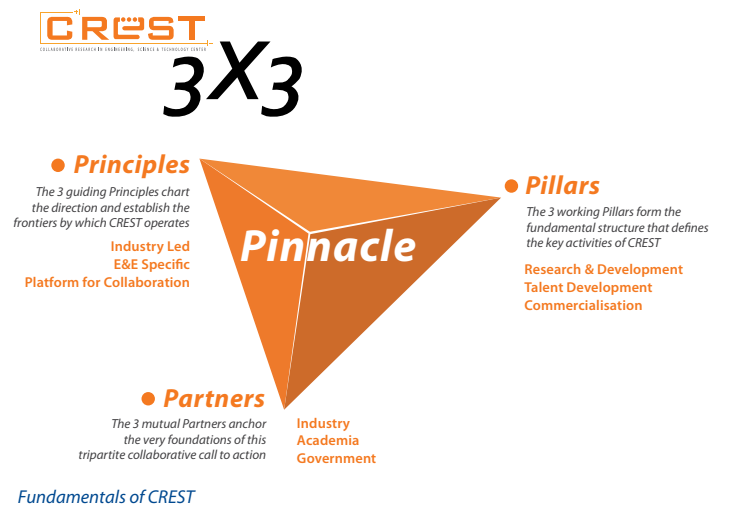 CREST
COLLABORATIVE RESEARCH IN ENGINEERING, SCIENCE & TECHNOLOGY CENTER
3X3
Principles
The 3 guiding Principles chart
the direction and establish the
frontiers by which CREST operates
Industry Led
E&E Specific
Platform for Collaboration
Pillars
The 3 working Pillars form the
fundamental structure that defines
the key activities of CREST
Research & Development
Talent Development
Commercialisation
Pinnacle
Partners
The 3 mutual Partners anchor
the very foundations of this
tripartite collaborative call to action
Industry
Academia
Government
Fundamentals of CREST